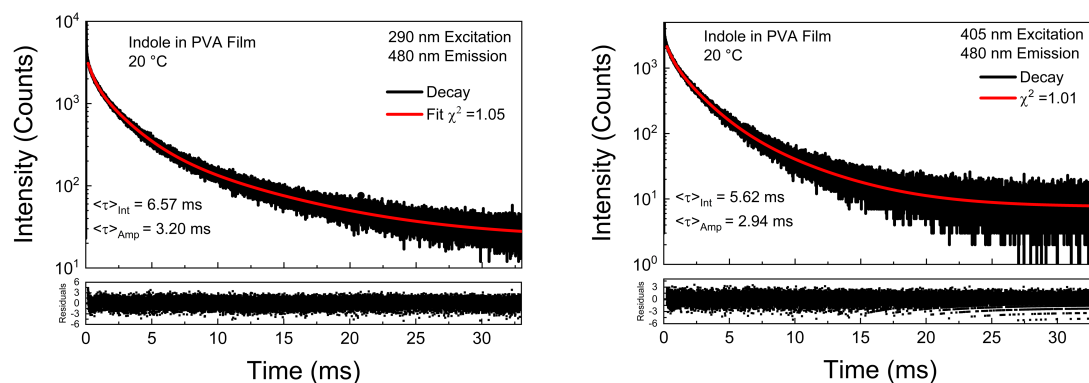 Indole in PVA Film
20 °C
290 nm Excitation
480 nm Emission
Decay
Fit χ² =1.05
<τ>Int = 6.57 ms
<τ>Amp = 3.20 ms
Intensity (Counts)
10⁴
10³
10²
10¹
Residuals
6
3
0
-3
-6
0 5 10 15 20 25 30
Time (ms)
Indole in PVA Film
20 °C
405 nm Excitation
480 nm Emission
Decay
χ² =1.01
<τ>Int = 5.62 ms
<τ>Amp = 2.94 ms
Intensity (Counts)
10³
10²
10¹
10⁰
Residuals
3
0
-3
-6
0 5 10 15 20 25 30
Time (ms)